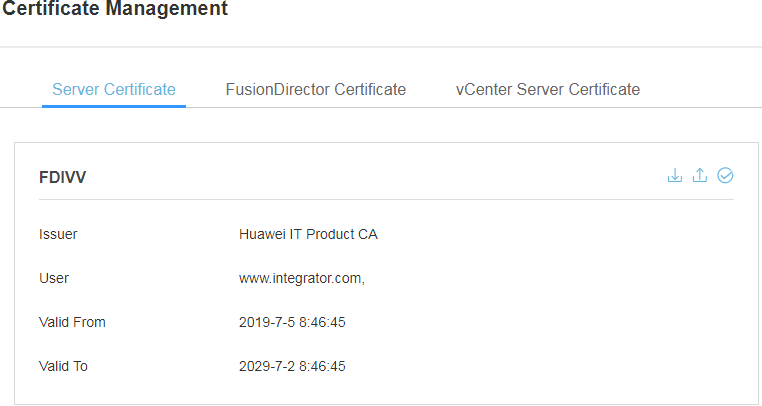 Certificate Management
Server Certificate FusionDirector Certificate vCenter Server Certificate
FDIVV
Issuer Huawei IT Product CA
User www.integrator.com,
Valid From 2019-7-5 8:46:45
Valid To 2029-7-2 8:46:45